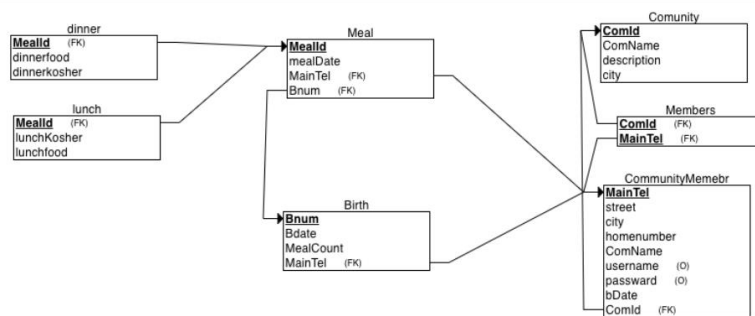 dinner
MealId (FK)
dinnerfood
dinnerkosher
lunch
MealId (FK)
lunchKosher
lunchfood
Meal
MealId
mealDate
MainTel (FK)
Bnum (FK)
Birth
Bnum
Bdate
MealCount
MainTel (FK)
Comunity
ComId
ComName
description
city
Members
ComId (FK)
MainTel (FK)
CommunityMemebr
MainTel
street
city
homenumber
ComName
username (O)
passward (O)
bDate
ComId (FK)